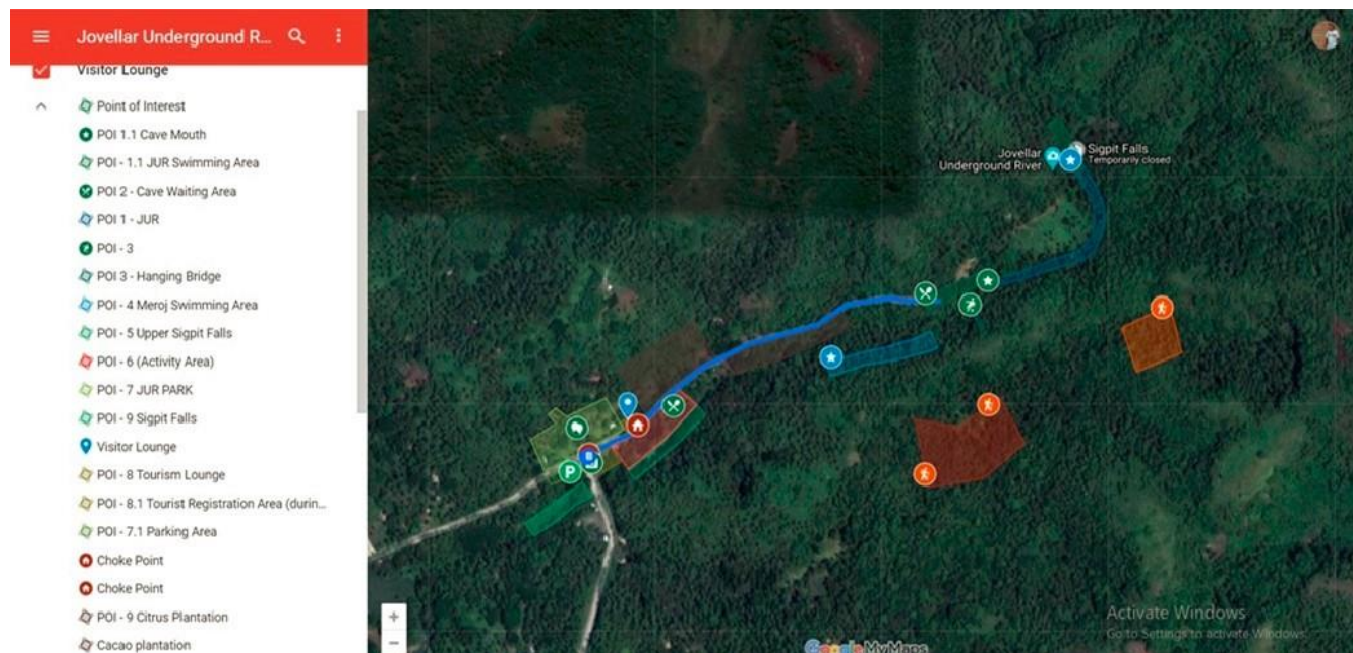 Jovellar Underground R...
Visitor Lounge
Point of Interest
POI 1.1 Cave Mouth
POI - 1.1 JUR Swimming Area
POI 2 - Cave Waiting Area
POI 1 - JUR
POI - 3
POI 3 - Hanging Bridge
POI - 4 Meroj Swimming Area
POI - 5 Upper Sigpit Falls
POI - 6 (Activity Area)
POI - 7 JUR PARK
POI - 9 Sigpit Falls
Visitor Lounge
POI - 8 Tourism Lounge
POI - 8.1 Tourist Registration Area (durin...
POI - 7.1 Parking Area
Choke Point
Choke Point
POI - 9 Citrus Plantation
Cacao plantation
Jovellar
Underground River
Sigpit Falls
Temporarily closed
P
B
+
−
Google MyMaps
Activate Windows
Go to Settings to activate Windows.